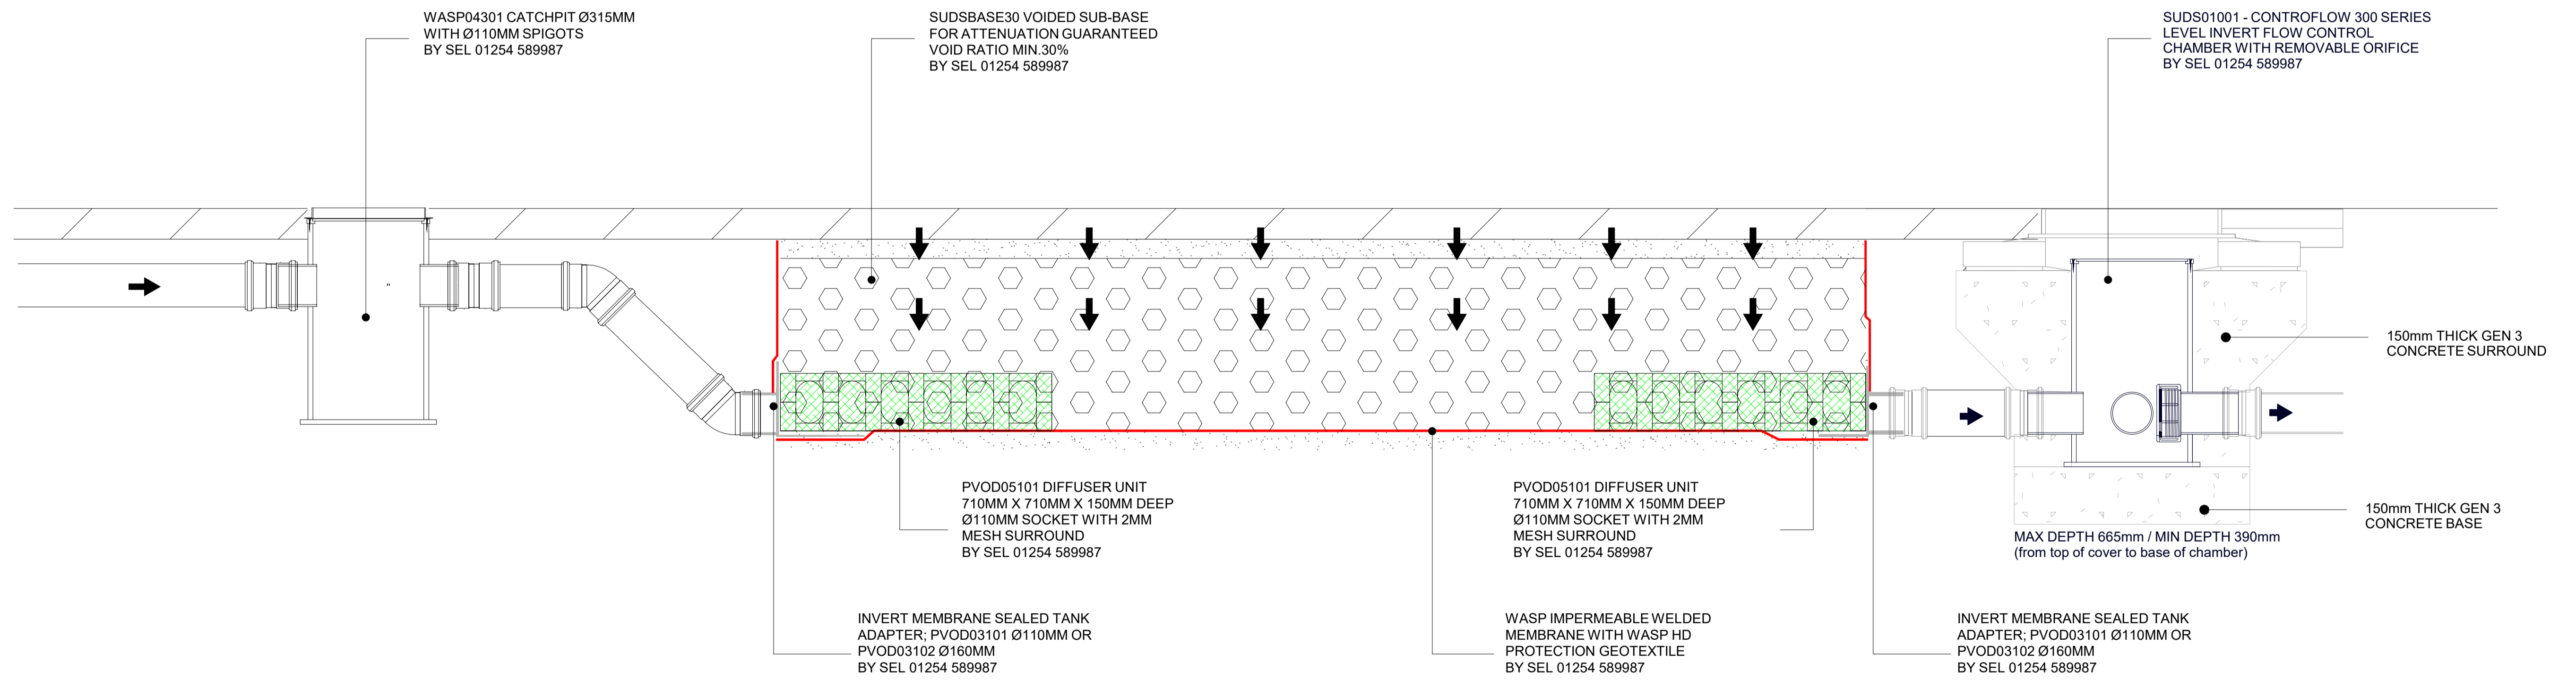 WASP04301 CATCHPIT Ø315MM
WITH Ø110MM SPIGOTS
BY SEL 01254 589987
SUDSBASE30 VOIDED SUB-BASE
FOR ATTENUATION GUARANTEED
VOID RATIO MIN.30%
BY SEL 01254 589987
SUDS01001 - CONTROFLOW 300 SERIES
LEVEL INVERT FLOW CONTROL
CHAMBER WITH REMOVABLE ORIFICE
BY SEL 01254 589987
"
150mm THICK GEN 3
CONCRETE SURROUND
PVOD05101 DIFFUSER UNIT
710MM X 710MM X 150MM DEEP
Ø110MM SOCKET WITH 2MM
MESH SURROUND
BY SEL 01254 589987
PVOD05101 DIFFUSER UNIT
710MM X 710MM X 150MM DEEP
Ø110MM SOCKET WITH 2MM
MESH SURROUND
BY SEL 01254 589987
150mm THICK GEN 3
CONCRETE BASE
MAX DEPTH 665mm / MIN DEPTH 390mm
(from top of cover to base of chamber)
INVERT MEMBRANE SEALED TANK
ADAPTER; PVOD03101 Ø110MM OR
PVOD03102 Ø160MM
BY SEL 01254 589987
WASP IMPERMEABLE WELDED
MEMBRANE WITH WASP HD
PROTECTION GEOTEXTILE
BY SEL 01254 589987
INVERT MEMBRANE SEALED TANK
ADAPTER; PVOD03101 Ø110MM OR
PVOD03102 Ø160MM
BY SEL 01254 589987